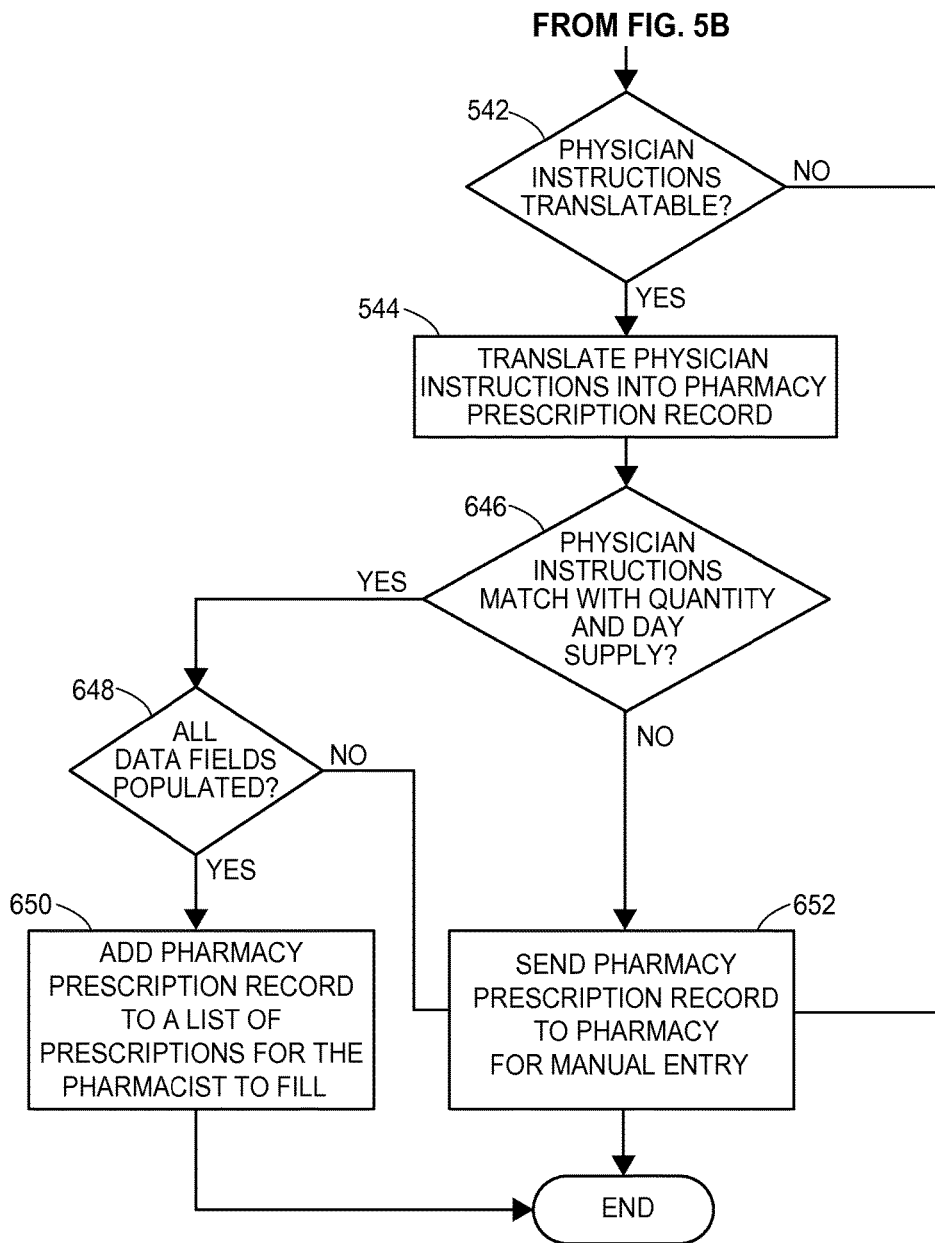 FROM FIG. 5B
542
PHYSICIAN
INSTRUCTIONS
TRANSLATABLE?
NO
YES
544
TRANSLATE PHYSICIAN
INSTRUCTIONS INTO PHARMACY
PRESCRIPTION RECORD
646
PHYSICIAN
INSTRUCTIONS
MATCH WITH QUANTITY
AND DAY
SUPPLY?
YES
NO
648
ALL
DATA FIELDS
POPULATED?
NO
YES
650
ADD PHARMACY
PRESCRIPTION RECORD
TO A LIST OF
PRESCRIPTIONS FOR THE
PHARMACIST TO FILL
652
SEND PHARMACY
PRESCRIPTION RECORD
TO PHARMACY
FOR MANUAL ENTRY
END